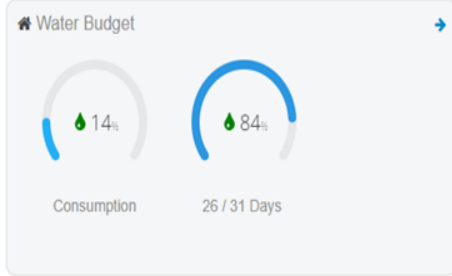 Water Budget
14%
84%
Consumption
26 / 31 Days